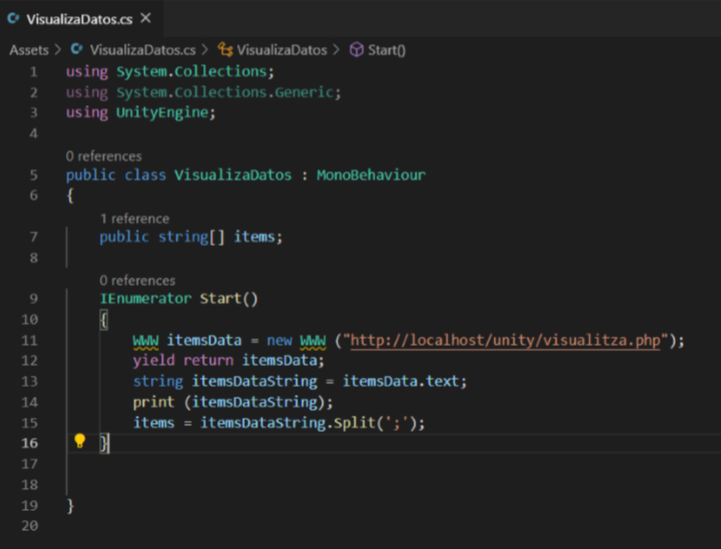 VisualizaDatos.cs ×
Assets > VisualizaDatos.cs > VisualizaDatos > Start()
1 using System.Collections;
2 using System.Collections.Generic;
3 using UnityEngine;
4
0 references
5 public class VisualizaDatos : MonoBehaviour
6 {
1 reference
7 public string[] items;
8
0 references
9 IEnumerator Start()
10 {
11 WWW itemsData = new WWW ("http://localhost/unity/visualitza.php");
12 yield return itemsData;
13 string itemsDataString = itemsData.text;
14 print (itemsDataString);
15 items = itemsDataString.Split(';');
16 }
17
18
19 }
20